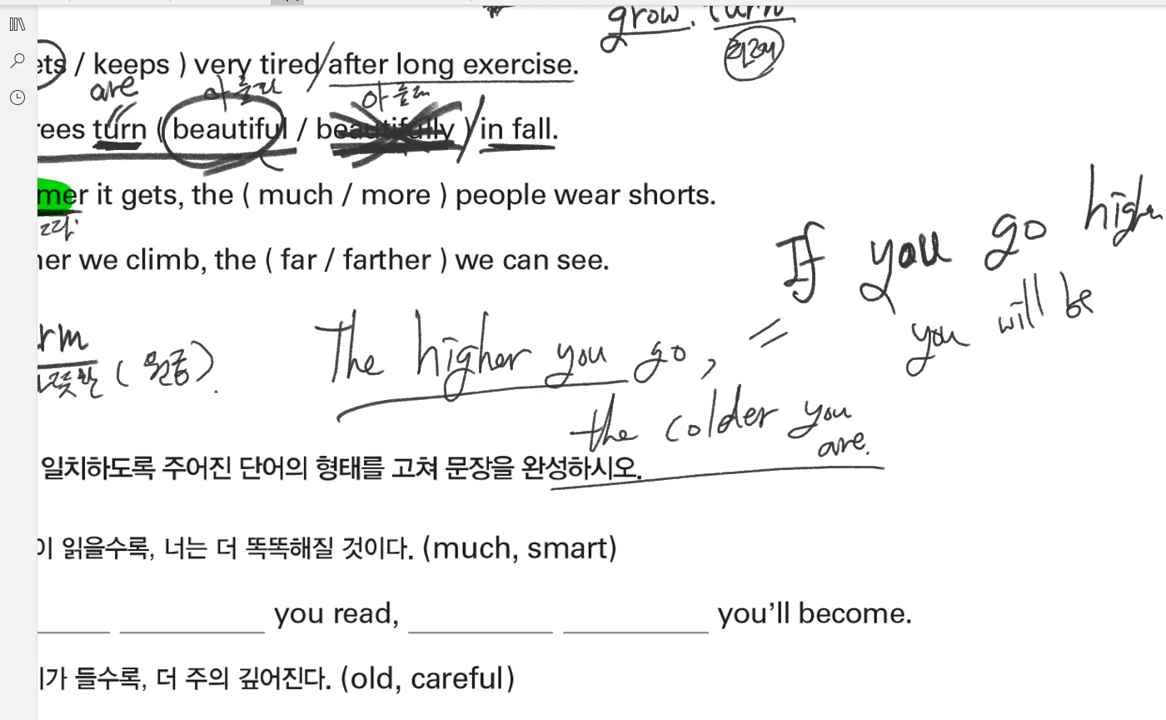 grow. turn
ets / keeps ) very tired/after long exercise.
are
rees turn ( beautiful / beautifully )/in fall.
mer it gets, the ( much / more ) people wear shorts.
If you go high
ner we climb, the ( far / farther ) we can see.
you will be
rm
The higher you go, =
the colder you
are.
일치하도록 주어진 단어의 형태를 고쳐 문장을 완성하시오.
이 읽을수록, 너는 더 똑똑해질 것이다. (much, smart)
you read, you’ll become.
가 들수록, 더 주의 깊어진다. (old, careful)